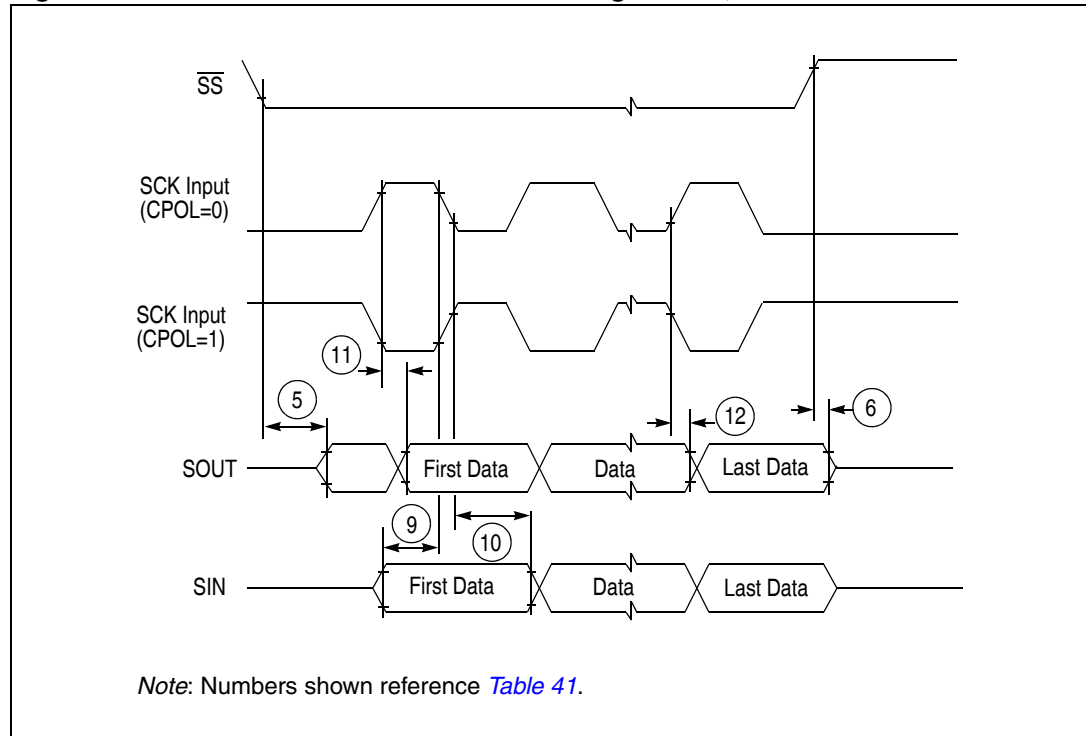 SS
SCK Input
(CPOL=0)
SCK Input
(CPOL=1)
11
5
12
6
SOUT
First Data
Data
Last Data
9
10
SIN
First Data
Data
Last Data
Note: Numbers shown reference Table 41.